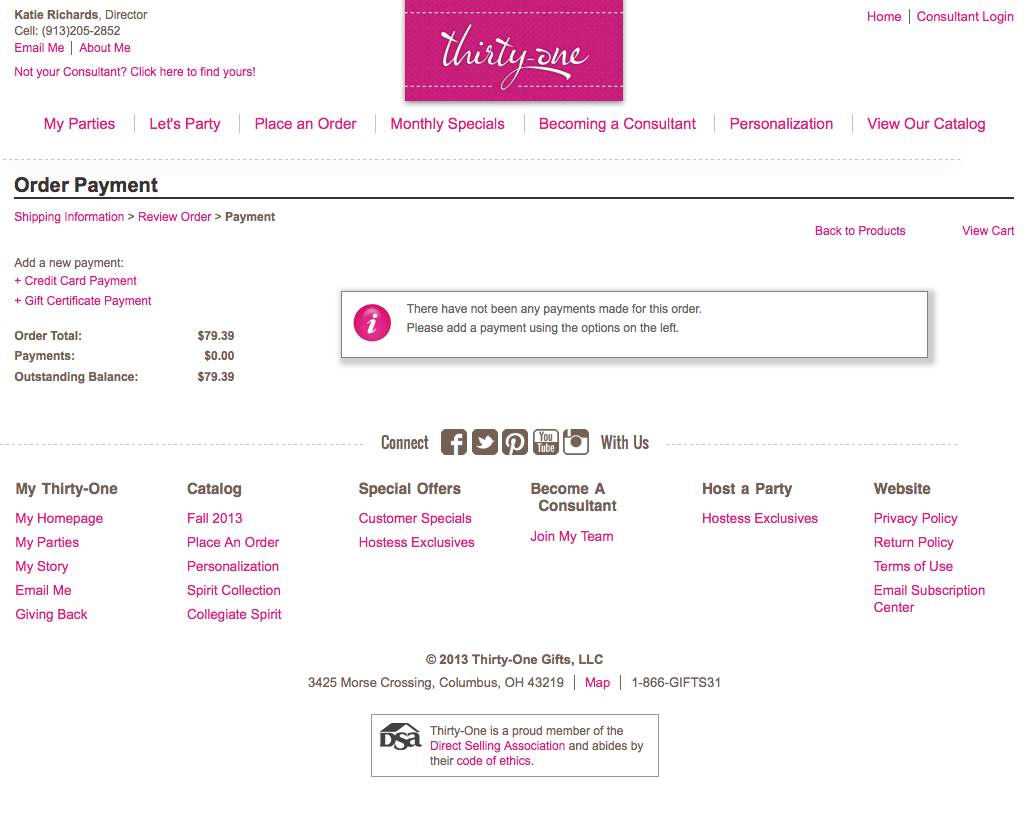 Katie Richards, Director
Cell: (913)205-2852
Email Me | About Me
Not your Consultant? Click here to find yours!
thirty-one
Home | Consultant Login
My Parties | Let's Party | Place an Order | Monthly Specials | Becoming a Consultant | Personalization | View Our Catalog
Order Payment
Shipping Information > Review Order > Payment
Back to Products View Cart
Add a new payment:
+ Credit Card Payment
+ Gift Certificate Payment
Order Total: $79.39
Payments: $0.00
Outstanding Balance: $79.39
i
There have not been any payments made for this order.
Please add a payment using the options on the left.
Connect
You
Tube
With Us
My Thirty-One
My Homepage
My Parties
My Story
Email Me
Giving Back
Catalog
Fall 2013
Place An Order
Personalization
Spirit Collection
Collegiate Spirit
Special Offers
Customer Specials
Hostess Exclusives
Become A
Consultant
Join My Team
Host a Party
Hostess Exclusives
Website
Privacy Policy
Return Policy
Terms of Use
Email Subscription
Center
© 2013 Thirty-One Gifts, LLC
3425 Morse Crossing, Columbus, OH 43219 | Map | 1-866-GIFTS31
DSA
Thirty-One is a proud member of the
Direct Selling Association and abides by
their code of ethics.